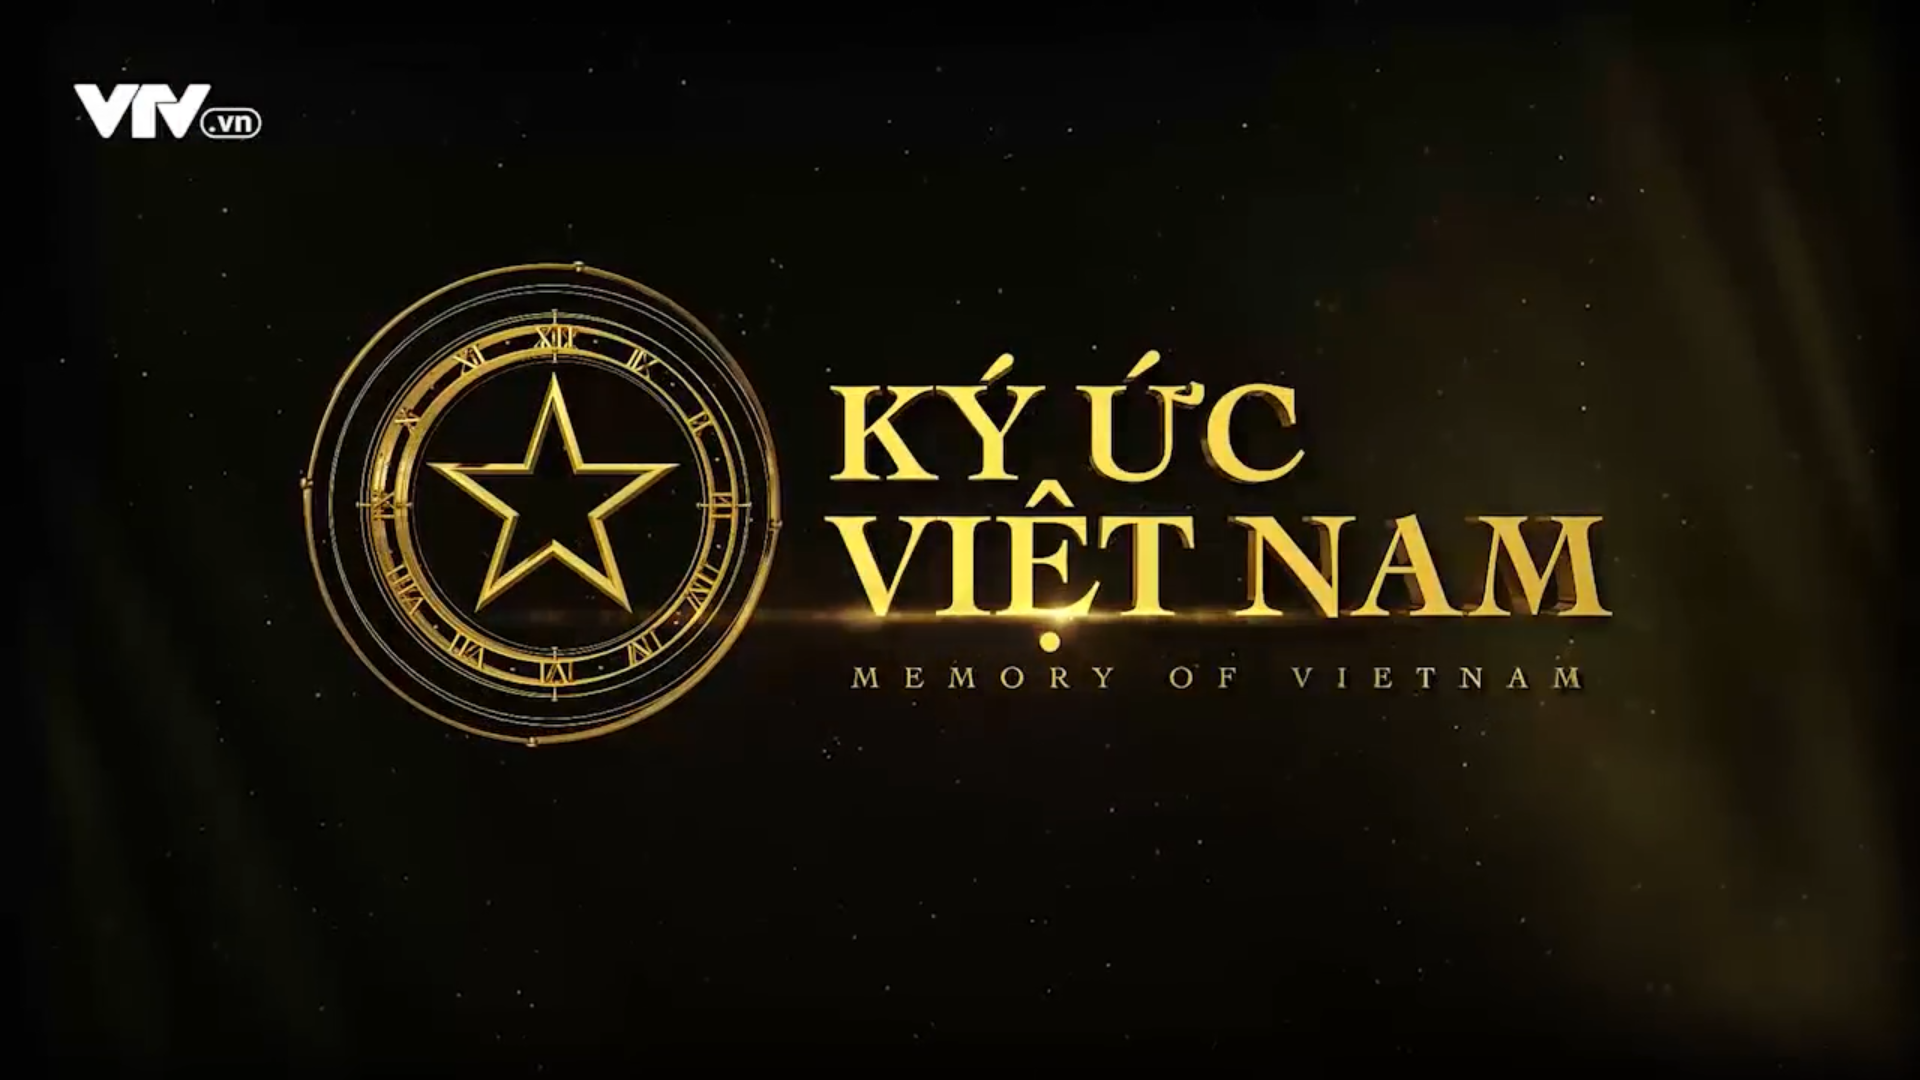 VTV.vn
KÝ ỨC
VIỆT NAM
MEMORY OF VIETNAM